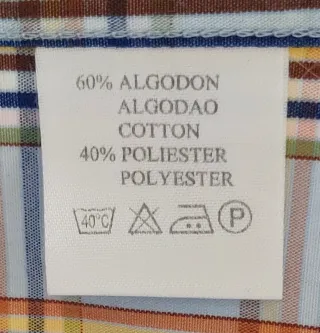 60% ALGODON
ALGODAO
COTTON
40% POLIESTER
POLYESTER
40°C P